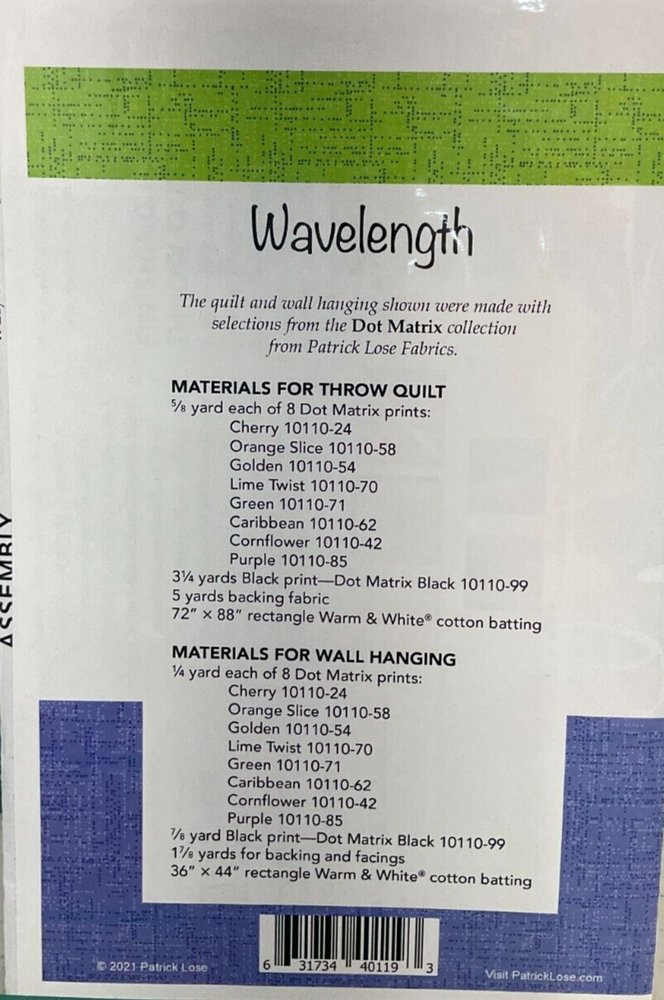 Wavelength
The quilt and wall hanging shown were made with
selections from the Dot Matrix collection
from Patrick Lose Fabrics.
MATERIALS FOR THROW QUILT
⅝ yard each of 8 Dot Matrix prints:
Cherry 10110-24
Orange Slice 10110-58
Golden 10110-54
Lime Twist 10110-70
Green 10110-71
Caribbean 10110-62
Cornflower 10110-42
Purple 10110-85
3¼ yards Black print—Dot Matrix Black 10110-99
5 yards backing fabric
72″ × 88″ rectangle Warm & White® cotton batting
MATERIALS FOR WALL HANGING
¼ yard each of 8 Dot Matrix prints:
Cherry 10110-24
Orange Slice 10110-58
Golden 10110-54
Lime Twist 10110-70
Green 10110-71
Caribbean 10110-62
Cornflower 10110-42
Purple 10110-85
⅞ yard Black print—Dot Matrix Black 10110-99
1⅞ yards for backing and facings
36″ × 44″ rectangle Warm & White® cotton batting
© 2021 Patrick Lose
6 31734 40119 3
Visit PatrickLose.com
ASSEMBLY